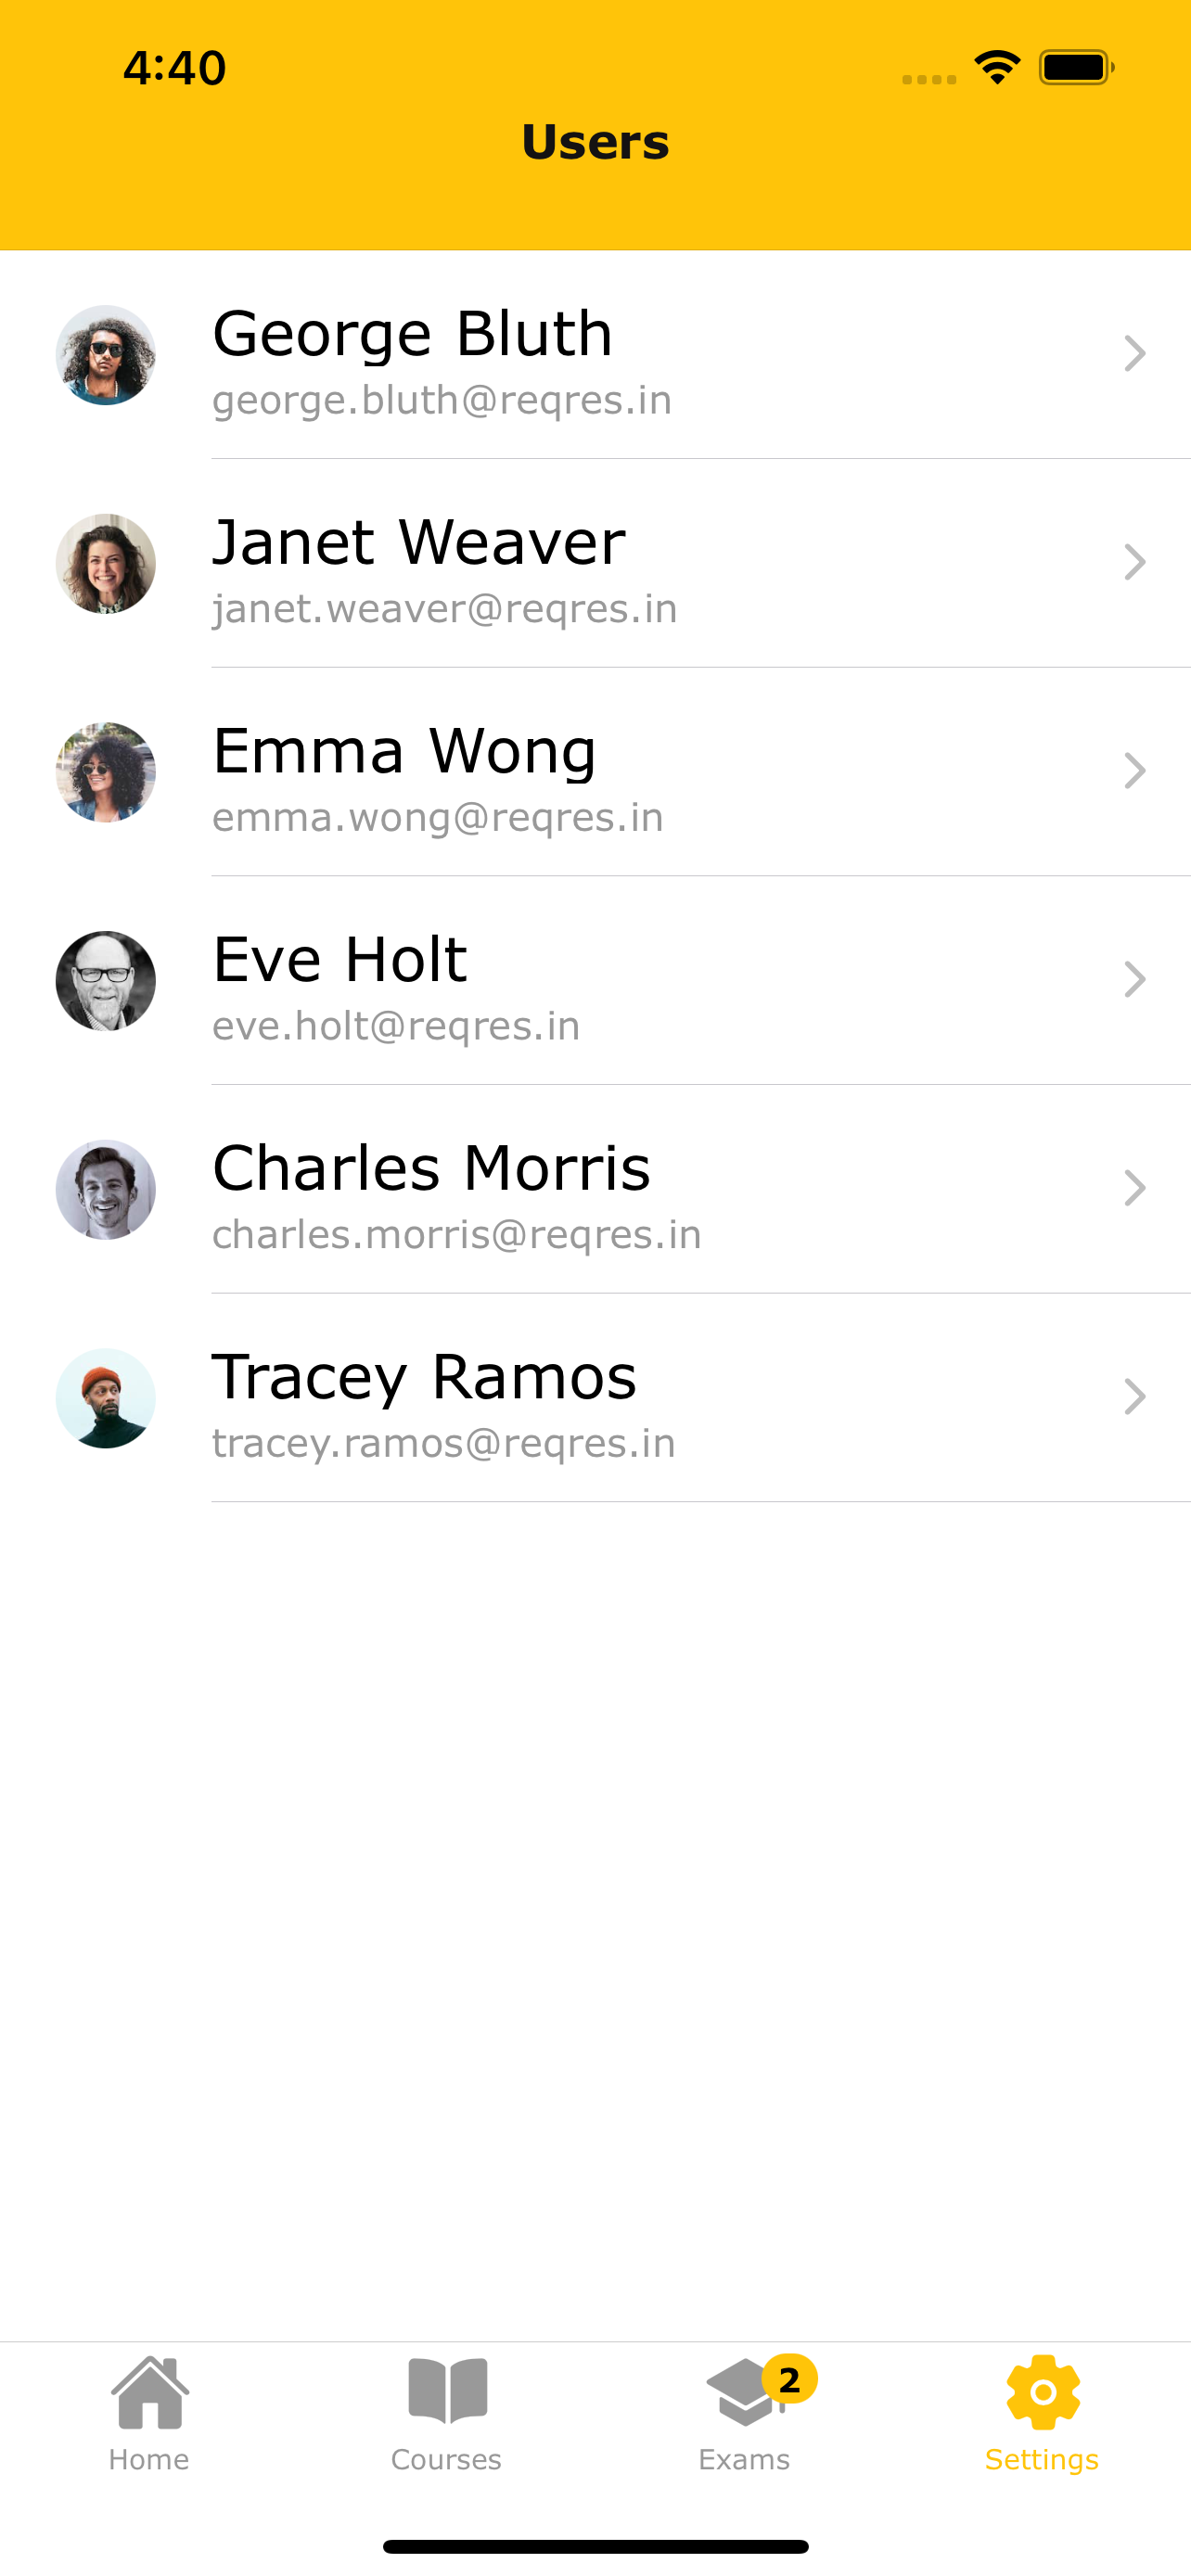 4:40
Users
George Bluth
george.bluth@reqres.in
Janet Weaver
janet.weaver@reqres.in
Emma Wong
emma.wong@reqres.in
Eve Holt
eve.holt@reqres.in
Charles Morris
charles.morris@reqres.in
Tracey Ramos
tracey.ramos@reqres.in
2
Home Courses Exams Settings